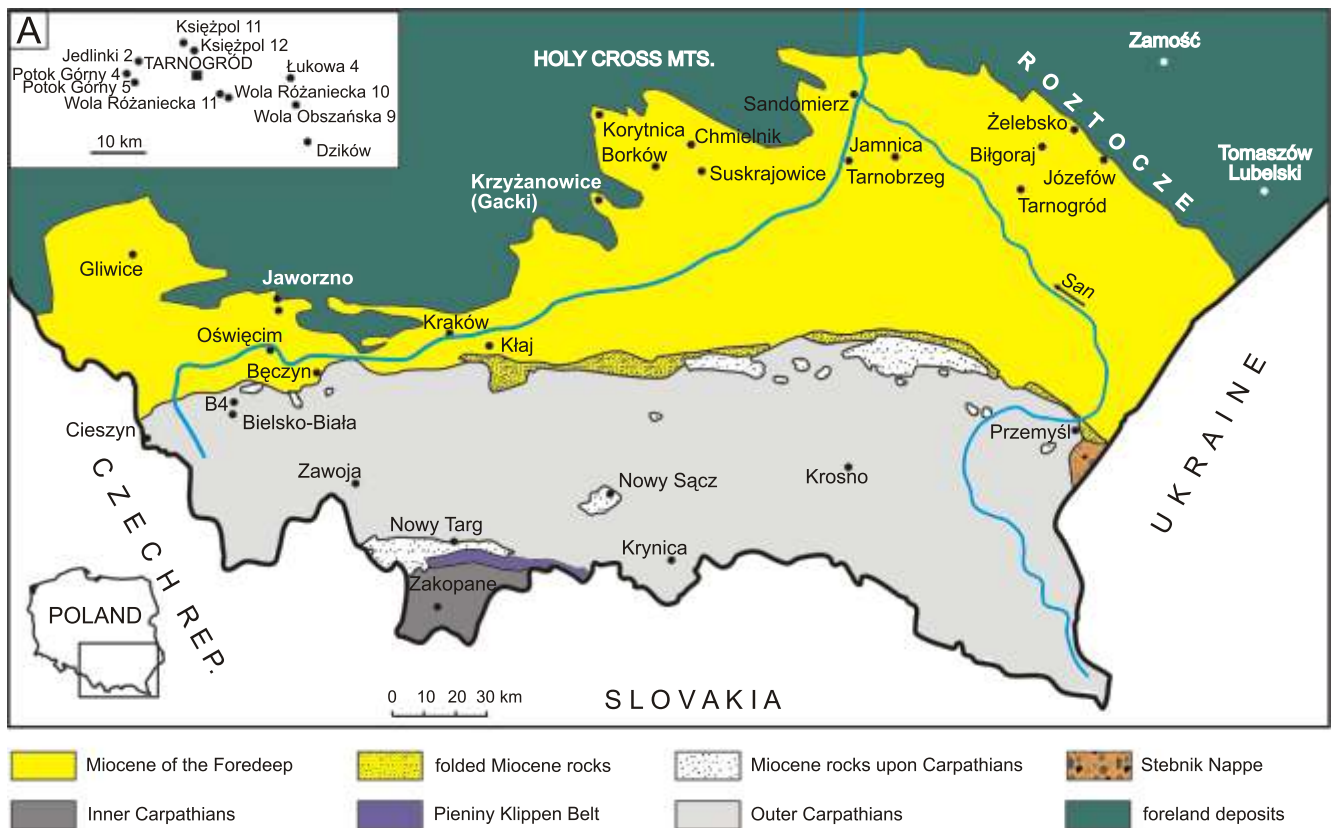 A
Księżpol 11
Księżpol 12
Jedlinki 2
TARNOGRÓD
Potok Górny 4
Potok Górny 5
Łukowa 4
Wola Różaniecka 11
Wola Różaniecka 10
Wola Obszańska 9
Dzików
10 km
HOLY CROSS MTS.
ROZTOCZE
Zamość
Sandomierz
Korytnica
Chmielnik
Borków
Suskrajowice
Jamnica
Tarnobrzeg
Żelebsko
Biłgoraj
Józefów
Tarnogród
Tomaszów
Lubelski
Krzyżanowice
(Gacki)
Gliwice
Jaworzno
San
Oświęcim
Kraków
Kłaj
Bęczyn
B4
Bielsko-Biała
Cieszyn
Przemyśl
Zawoja
Nowy Sącz
Krosno
Nowy Targ
Krynica
Zakopane
CZECH REP.
UKRAINE
SLOVAKIA
POLAND
0 10 20 30 km
Miocene of the Foredeep
folded Miocene rocks
Miocene rocks upon Carpathians
Stebnik Nappe
Inner Carpathians
Pieniny Klippen Belt
Outer Carpathians
foreland deposits